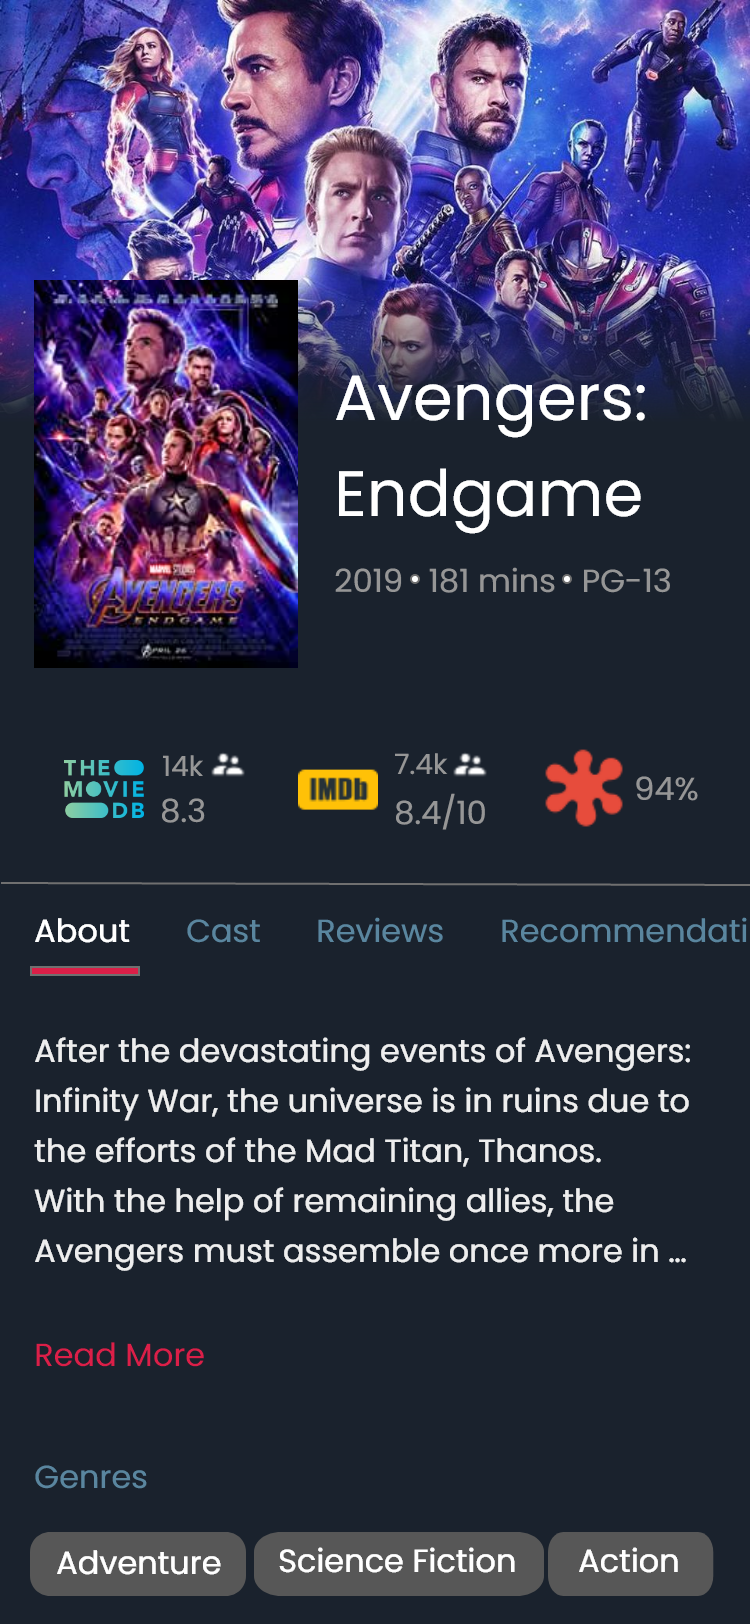 MARVEL STUDIOS
AVENGERS
ENDGAME
APRIL 26
Avengers:
Endgame
2019 • 181 mins • PG-13
THE
MOVIE
DB
14k
8.3
IMDb
7.4k
8.4/10
94%
About Cast Reviews Recommendati
After the devastating events of Avengers:
Infinity War, the universe is in ruins due to
the efforts of the Mad Titan, Thanos.
With the help of remaining allies, the
Avengers must assemble once more in ...
Read More
Genres
Adventure Science Fiction Action